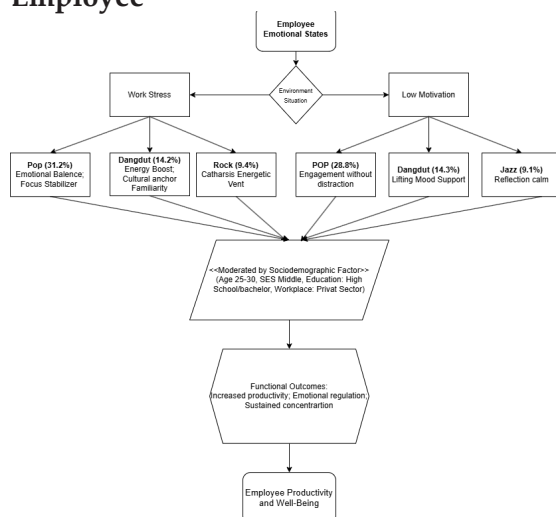 Employee
Employee
Emotional States
Environment
Situation
Work Stress
Low Motivation
Pop (31.2%)
Emotional Balance;
Focus Stabilizer
Dangdut (14.2%)
Energy Boost;
Cultural anchor
Familiarity
Rock (9.4%)
Catharsis Energetic
Vent
POP (28.8%)
Engagement without
distraction
Dangdut (14.3%)
Lifting Mood Support
Jazz (9.1%)
Reflection calm
<<Moderated by Sociodemographic Factor>>
(Age 25-30, SES Middle, Education: High
School/bachelor, Workplace: Privat Sector)
Functional Outcomes:
Increased productivity; Emotional regulation;
Sustained concentrartion
Employee Productivity
and Well-Being